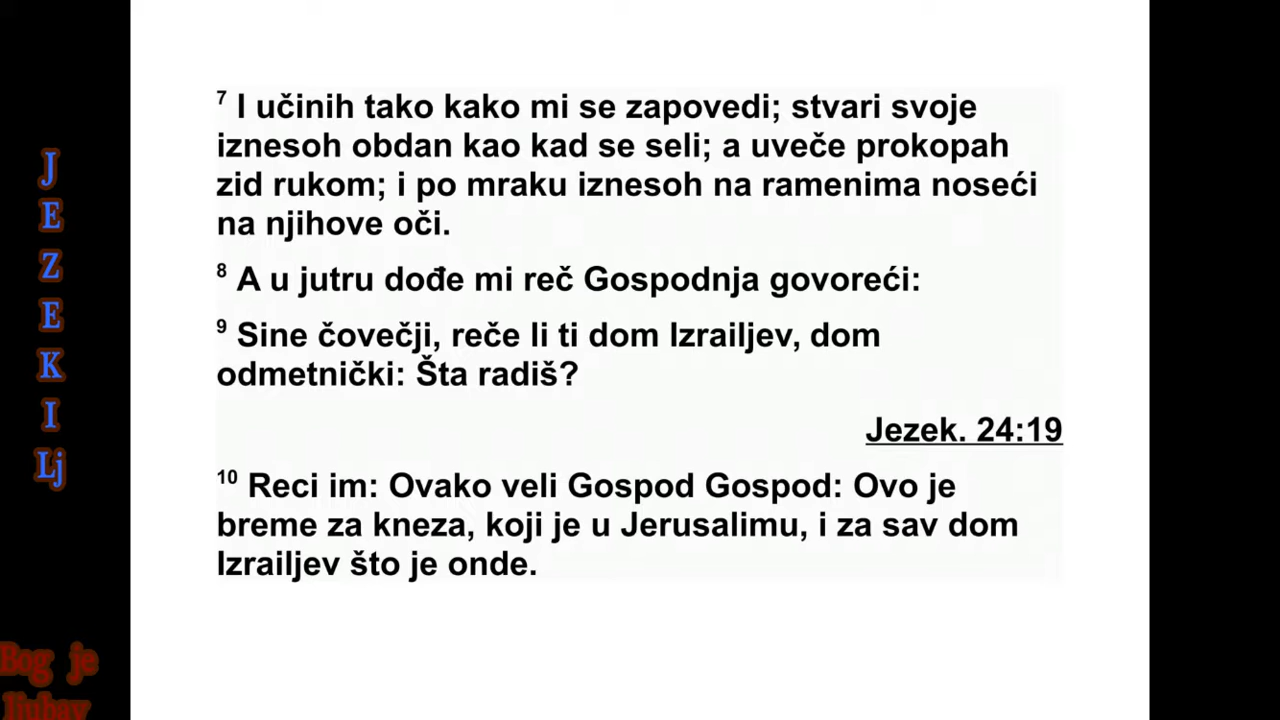 J
E
Z
E
K
I
Lj
Bog je
ljubav
7 I učinih tako kako mi se zapovedi; stvari svoje
iznesoh obdan kao kad se seli; a uveče prokopah
zid rukom; i po mraku iznesoh na ramenima noseći
na njihove oči.
8 A u jutru dođe mi reč Gospodnja govoreći:
9 Sine čovečji, reče li ti dom Izrailjev, dom
odmetnički: Šta radiš?
Jezek. 24:19
10 Reci im: Ovako veli Gospod Gospod: Ovo je
breme za kneza, koji je u Jerusalimu, i za sav dom
Izrailjev što je onde.